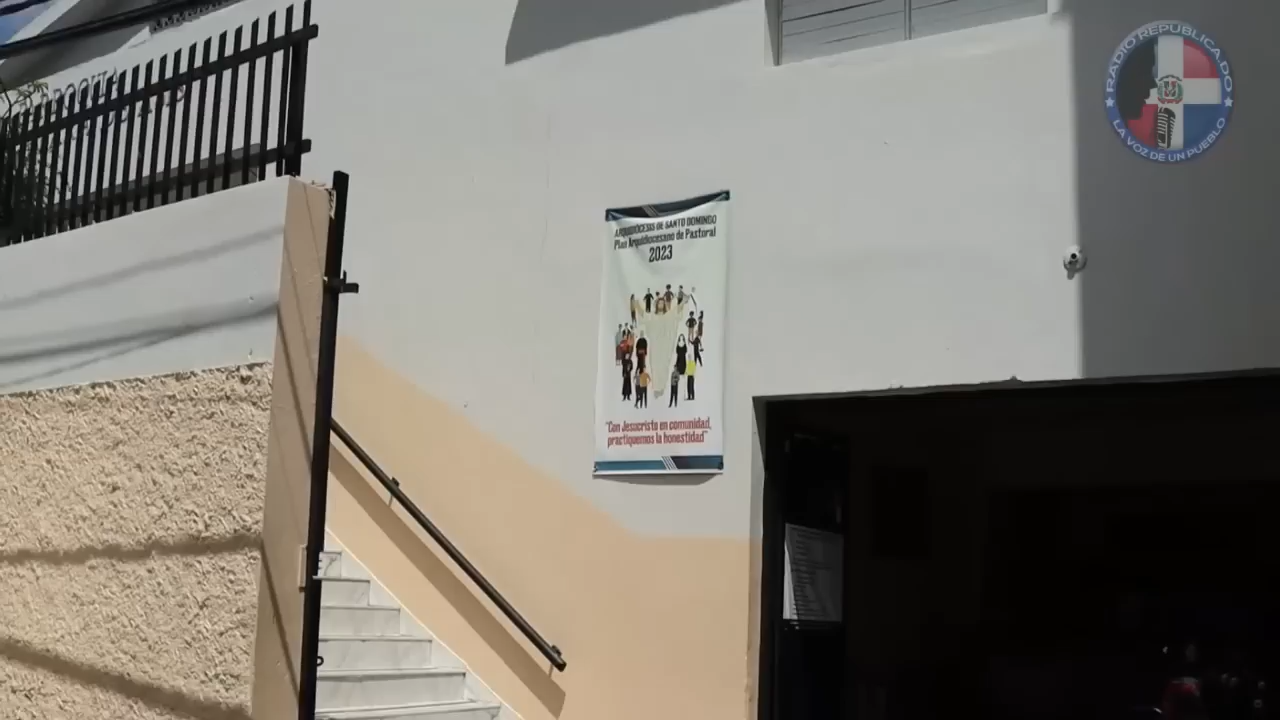 ARQUIDIÓCESIS DE SANTO DOMINGO
Plan Arquidiocesano de Pastoral
2023
"Con Jesucristo en comunidad,
practiquemos la honestidad"
RADIO REPUBLICA.DO
LA VOZ DE UN PUEBLO